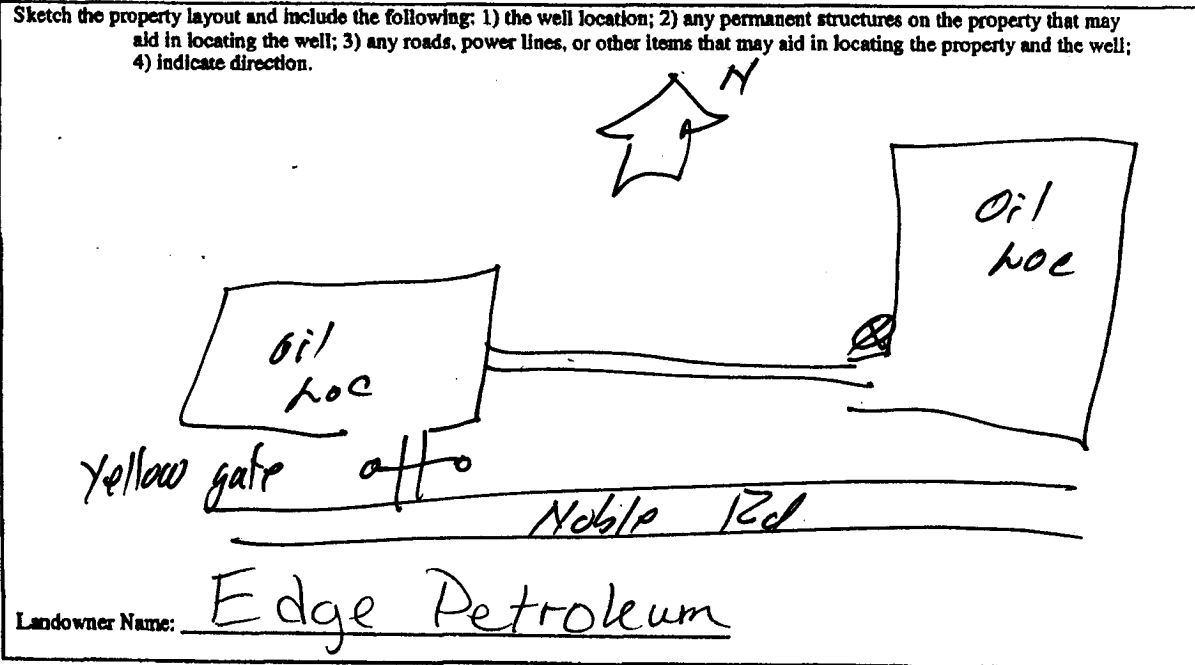 Sketch the property layout and include the following: 1) the well location; 2) any permanent structures on the property that may
aid in locating the well; 3) any roads, power lines, or other items that may aid in locating the property and the well;
4) indicate direction.
N
Oil
Loc
Oil
Loc
Yellow gate
Noble Rd
Landowner Name: Edge Petroleum